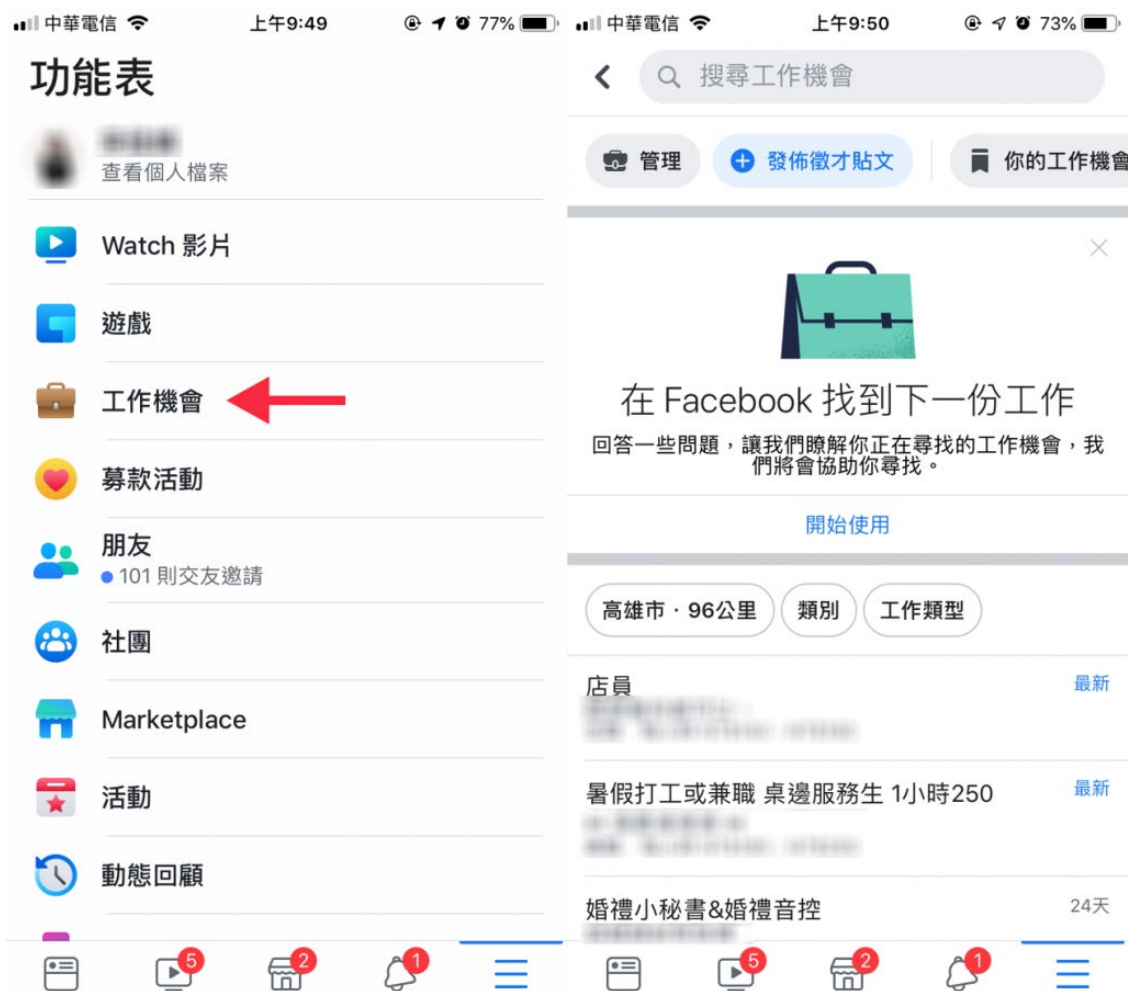 中華電信
上午9:49
77%
功能表
查看個人檔案
Watch 影片
遊戲
工作機會
募款活動
朋友
101 則交友邀請
社團
Marketplace
活動
動態回顧
5
2
1
中華電信
上午9:50
73%
搜尋工作機會
管理
發佈徵才貼文
你的工作機會
在 Facebook 找到下一份工作
回答一些問題，讓我們瞭解你正在尋找的工作機會，我
們將會協助你尋找。
開始使用
高雄市 · 96公里
類別
工作類型
店員
最新
暑假打工或兼職 桌邊服務生 1小時250
最新
婚禮小秘書&婚禮音控
24天
5
2
1